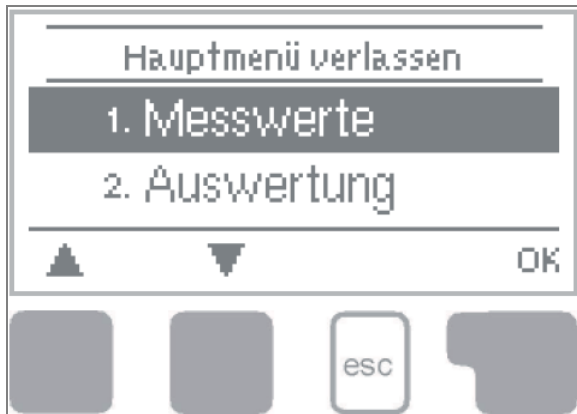 Hauptmenü verlassen
1. Messwerte
2. Auswertung
OK
esc